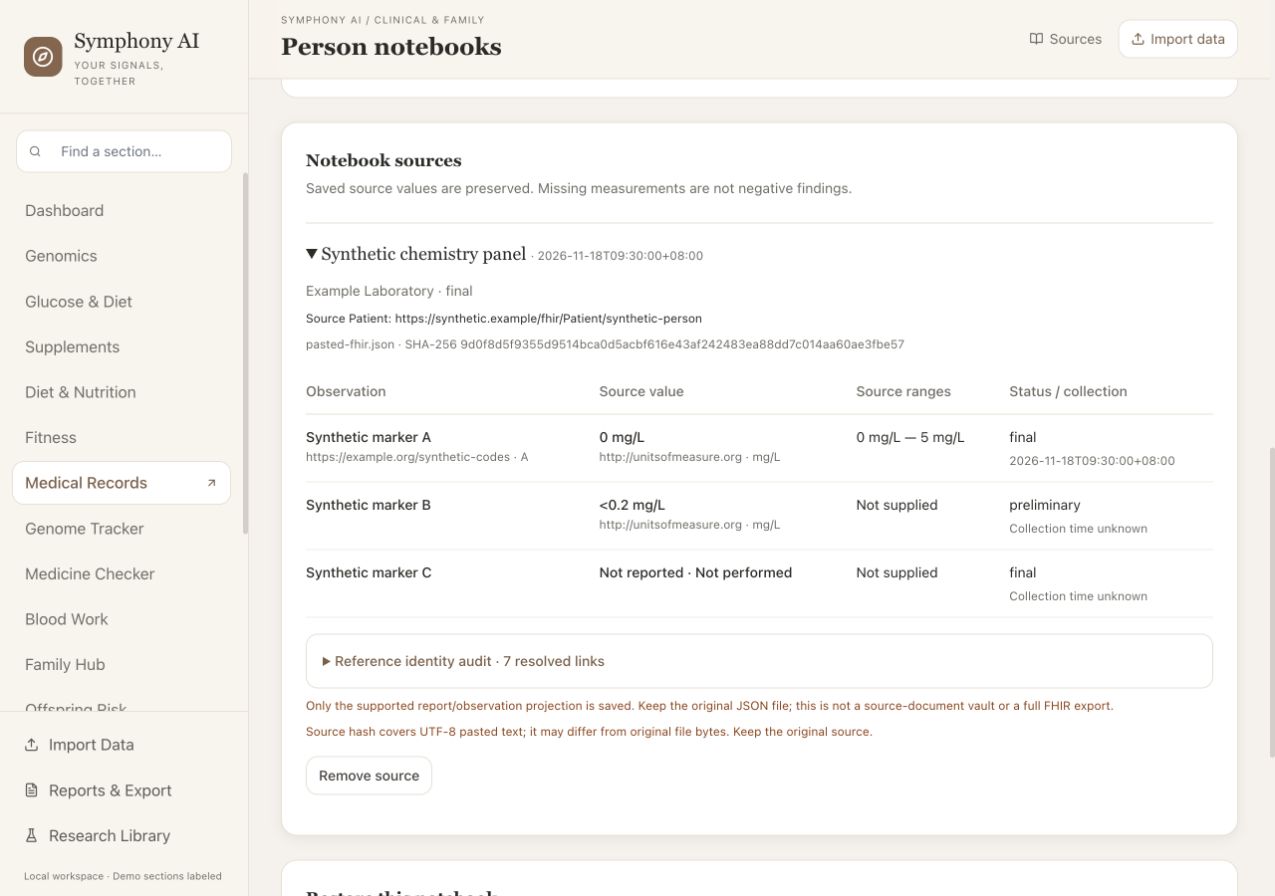 Symphony AI
YOUR SIGNALS,
TOGETHER
Find a section...
Dashboard
Genomics
Glucose & Diet
Supplements
Diet & Nutrition
Fitness
Medical Records
Genome Tracker
Medicine Checker
Blood Work
Family Hub
Offspring Risk
Import Data
Reports & Export
Research Library
Local workspace · Demo sections labeled
SYMPHONY AI / CLINICAL & FAMILY
Person notebooks
Sources
Import data
Notebook sources
Saved source values are preserved. Missing measurements are not negative findings.
▼ Synthetic chemistry panel · 2026-11-18T09:30:00+08:00
Example Laboratory · final
Source Patient: https://synthetic.example/fhir/Patient/synthetic-person
pasted-fhir.json · SHA-256 9d0f8d5f9355d9514bca0d5acbf616e43af242483ea88dd7c014aa60ae3fbe57
Observation Source value Source ranges Status / collection
Synthetic marker A 0 mg/L 0 mg/L — 5 mg/L final
https://example.org/synthetic-codes · A http://unitsofmeasure.org · mg/L 2026-11-18T09:30:00+08:00
Synthetic marker B <0.2 mg/L Not supplied preliminary
http://unitsofmeasure.org · mg/L Collection time unknown
Synthetic marker C Not reported · Not performed Not supplied final
Collection time unknown
▶ Reference identity audit · 7 resolved links
Only the supported report/observation projection is saved. Keep the original JSON file; this is not a source-document vault or a full FHIR export.
Source hash covers UTF-8 pasted text; it may differ from original file bytes. Keep the original source.
Remove source
Restore this notebook